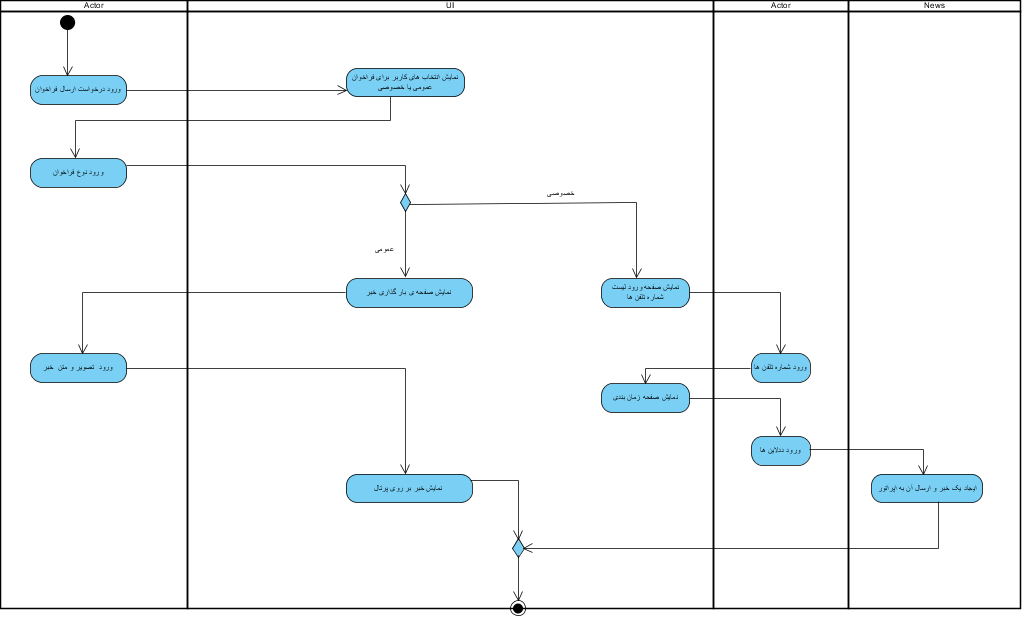 Actor
UI
Actor
News
ورود درخواست ارسال فراخوان
نمایش انتخاب های کاربر برای فراخوان
عمومی یا خصوصی
ورود نوع فراخوان
خصوصی
عمومی
نمایش صفحه ی بار گذاری خبر
نمایش صفحه ورود لیست
شماره تلفن ها
ورود تصویر و متن خبر
ورود شماره تلفن ها
نمایش صفحه زمان بندی
ورود ددلاین ها
نمایش خبر بر روی پرتال
ایجاد یک خبر و ارسال آن به اپراتور